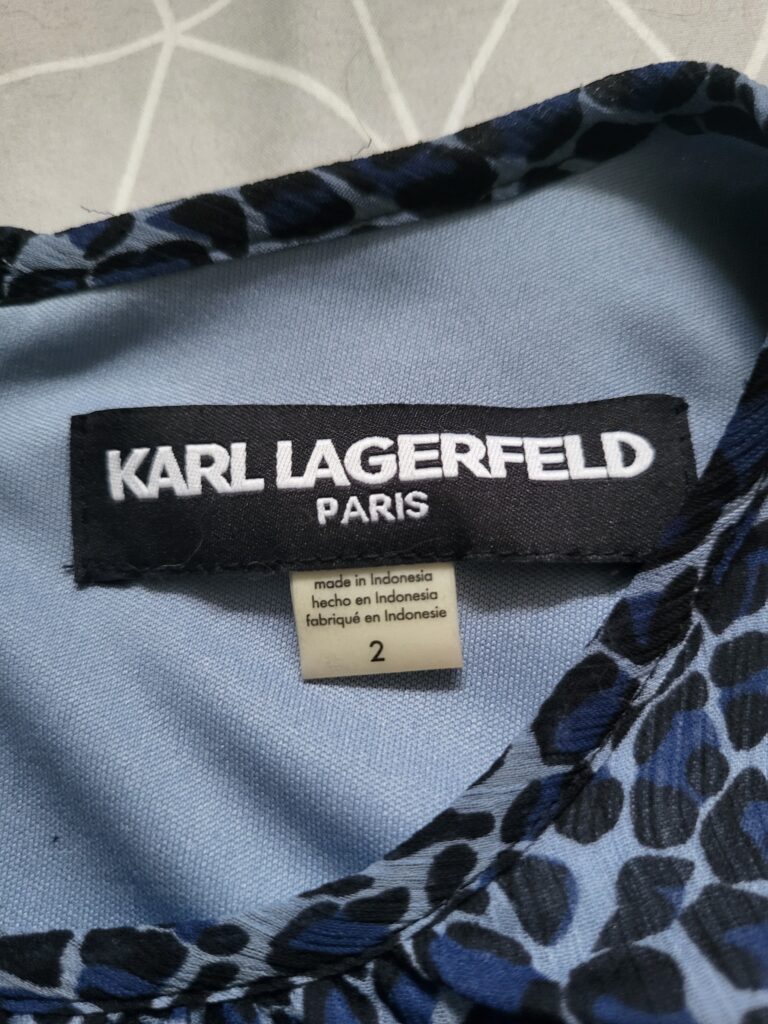 KARL LAGERFELD
PARIS
made in Indonesia
hecho en Indonesia
fabriqué en Indonesie
2